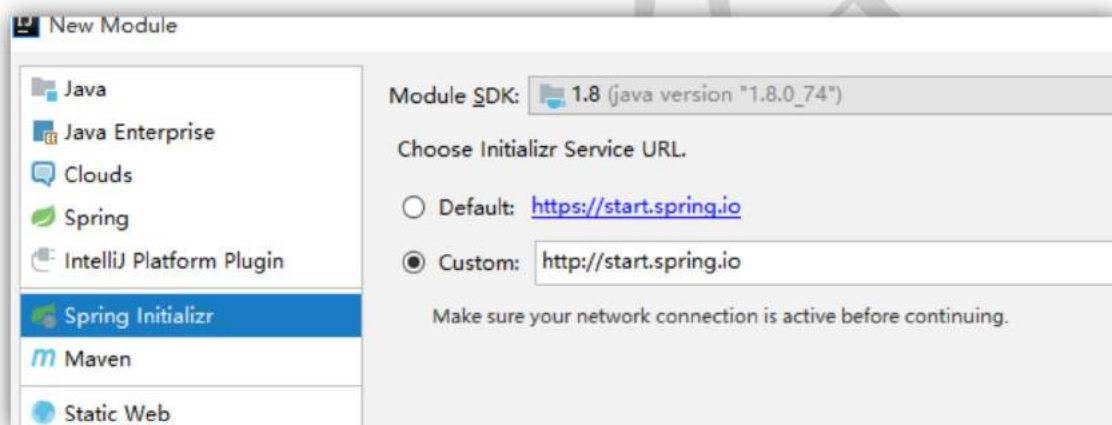 New Module
Java
Java Enterprise
Clouds
Spring
IntelliJ Platform Plugin
Spring Initializr
Maven
Static Web
Module SDK: 1.8 (java version "1.8.0_74")
Choose Initializr Service URL.
Default: https://start.spring.io
Custom: http://start.spring.io
Make sure your network connection is active before continuing.